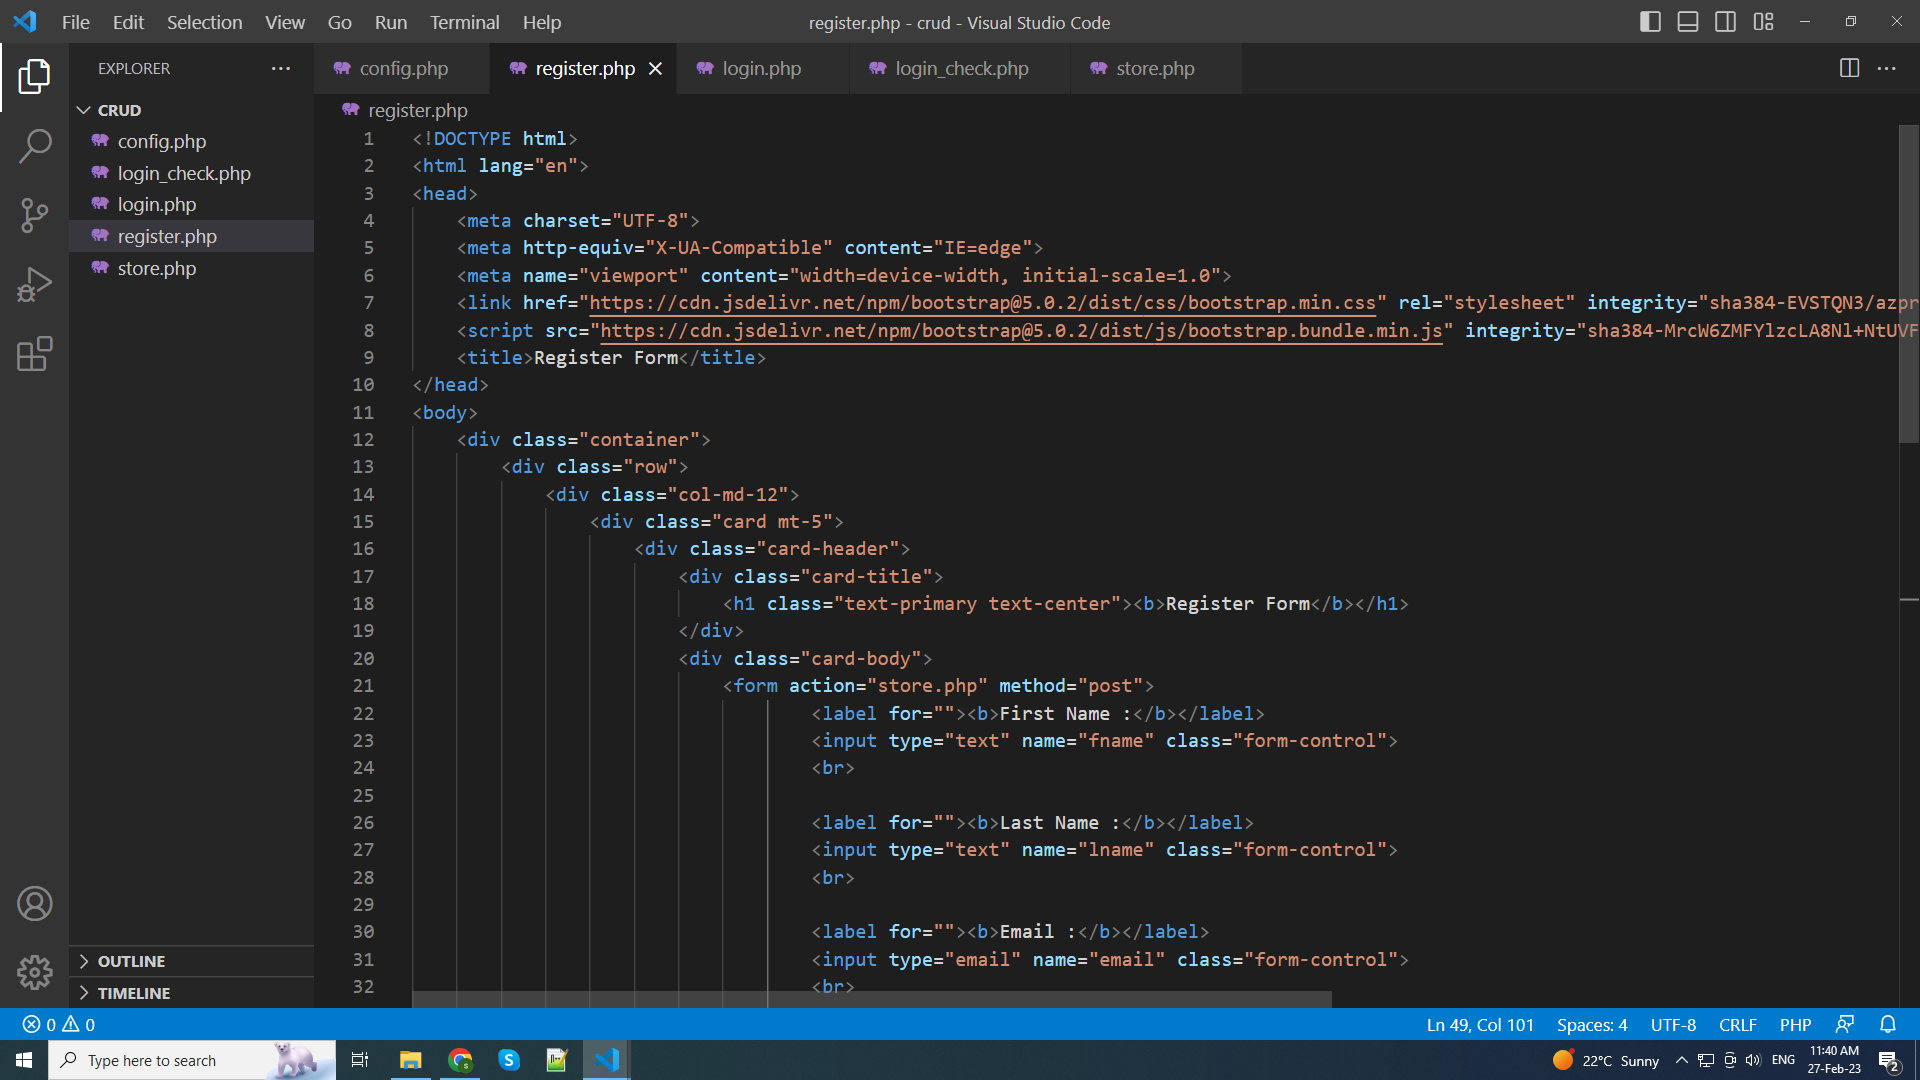 File Edit Selection View Go Run Terminal Help register.php - crud - Visual Studio Code
EXPLORER ... config.php register.php login.php login_check.php store.php
CRUD
config.php
login_check.php
login.php
register.php
store.php
OUTLINE
TIMELINE
register.php
1 <!DOCTYPE html>
2 <html lang="en">
3 <head>
4 <meta charset="UTF-8">
5 <meta http-equiv="X-UA-Compatible" content="IE=edge">
6 <meta name="viewport" content="width=device-width, initial-scale=1.0">
7 <link href="https://cdn.jsdelivr.net/npm/bootstrap@5.0.2/dist/css/bootstrap.min.css" rel="stylesheet" integrity="sha384-EVSTQN3/azpr
8 <script src="https://cdn.jsdelivr.net/npm/bootstrap@5.0.2/dist/js/bootstrap.bundle.min.js" integrity="sha384-MrcW6ZMFYlzcLA8Nl+NtUVF
9 <title>Register Form</title>
10 </head>
11 <body>
12 <div class="container">
13 <div class="row">
14 <div class="col-md-12">
15 <div class="card mt-5">
16 <div class="card-header">
17 <div class="card-title">
18 <h1 class="text-primary text-center"><b>Register Form</b></h1>
19 </div>
20 <div class="card-body">
21 <form action="store.php" method="post">
22 <label for=""><b>First Name :</b></label>
23 <input type="text" name="fname" class="form-control">
24 <br>
25
26 <label for=""><b>Last Name :</b></label>
27 <input type="text" name="lname" class="form-control">
28 <br>
29
30 <label for=""><b>Email :</b></label>
31 <input type="email" name="email" class="form-control">
32 <br>
0 0 Ln 49, Col 101 Spaces: 4 UTF-8 CRLF PHP
Type here to search 22°C Sunny ENG 11:40 AM
27-Feb-23 2